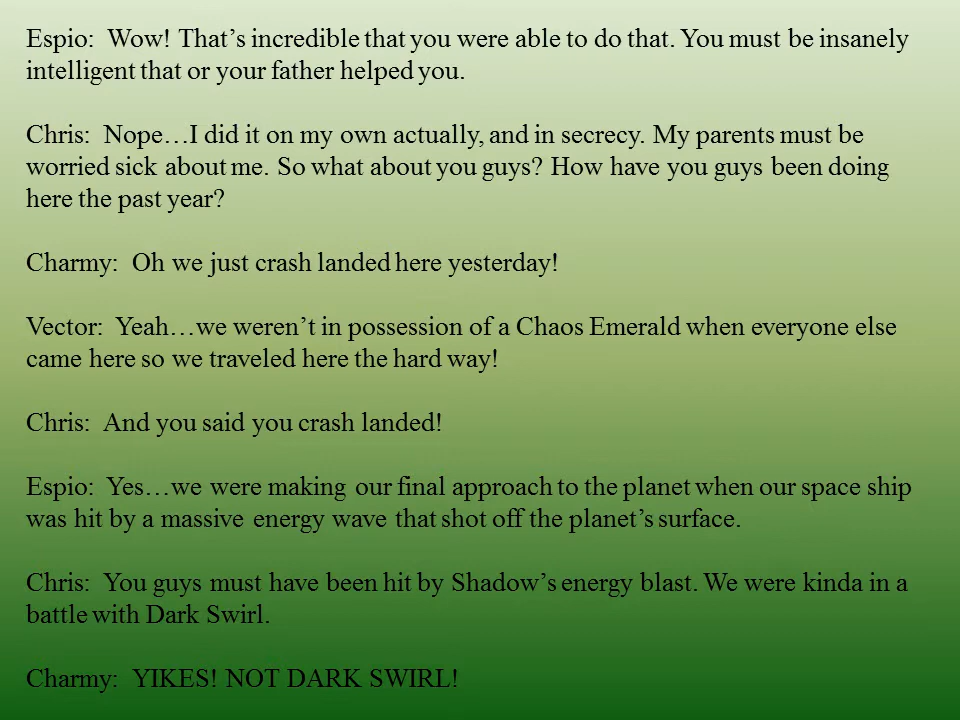 Espio:  Wow! That’s incredible that you were able to do that. You must be insanely
intelligent that or your father helped you.
Chris:  Nope…I did it on my own actually, and in secrecy. My parents must be
worried sick about me. So what about you guys? How have you guys been doing
here the past year?
Charmy:  Oh we just crash landed here yesterday!
Vector:  Yeah…we weren’t in possession of a Chaos Emerald when everyone else
came here so we traveled here the hard way!
Chris:  And you said you crash landed!
Espio:  Yes…we were making our final approach to the planet when our space ship
was hit by a massive energy wave that shot off the planet’s surface.
Chris:  You guys must have been hit by Shadow’s energy blast. We were kinda in a
battle with Dark Swirl.
Charmy:  YIKES! NOT DARK SWIRL!